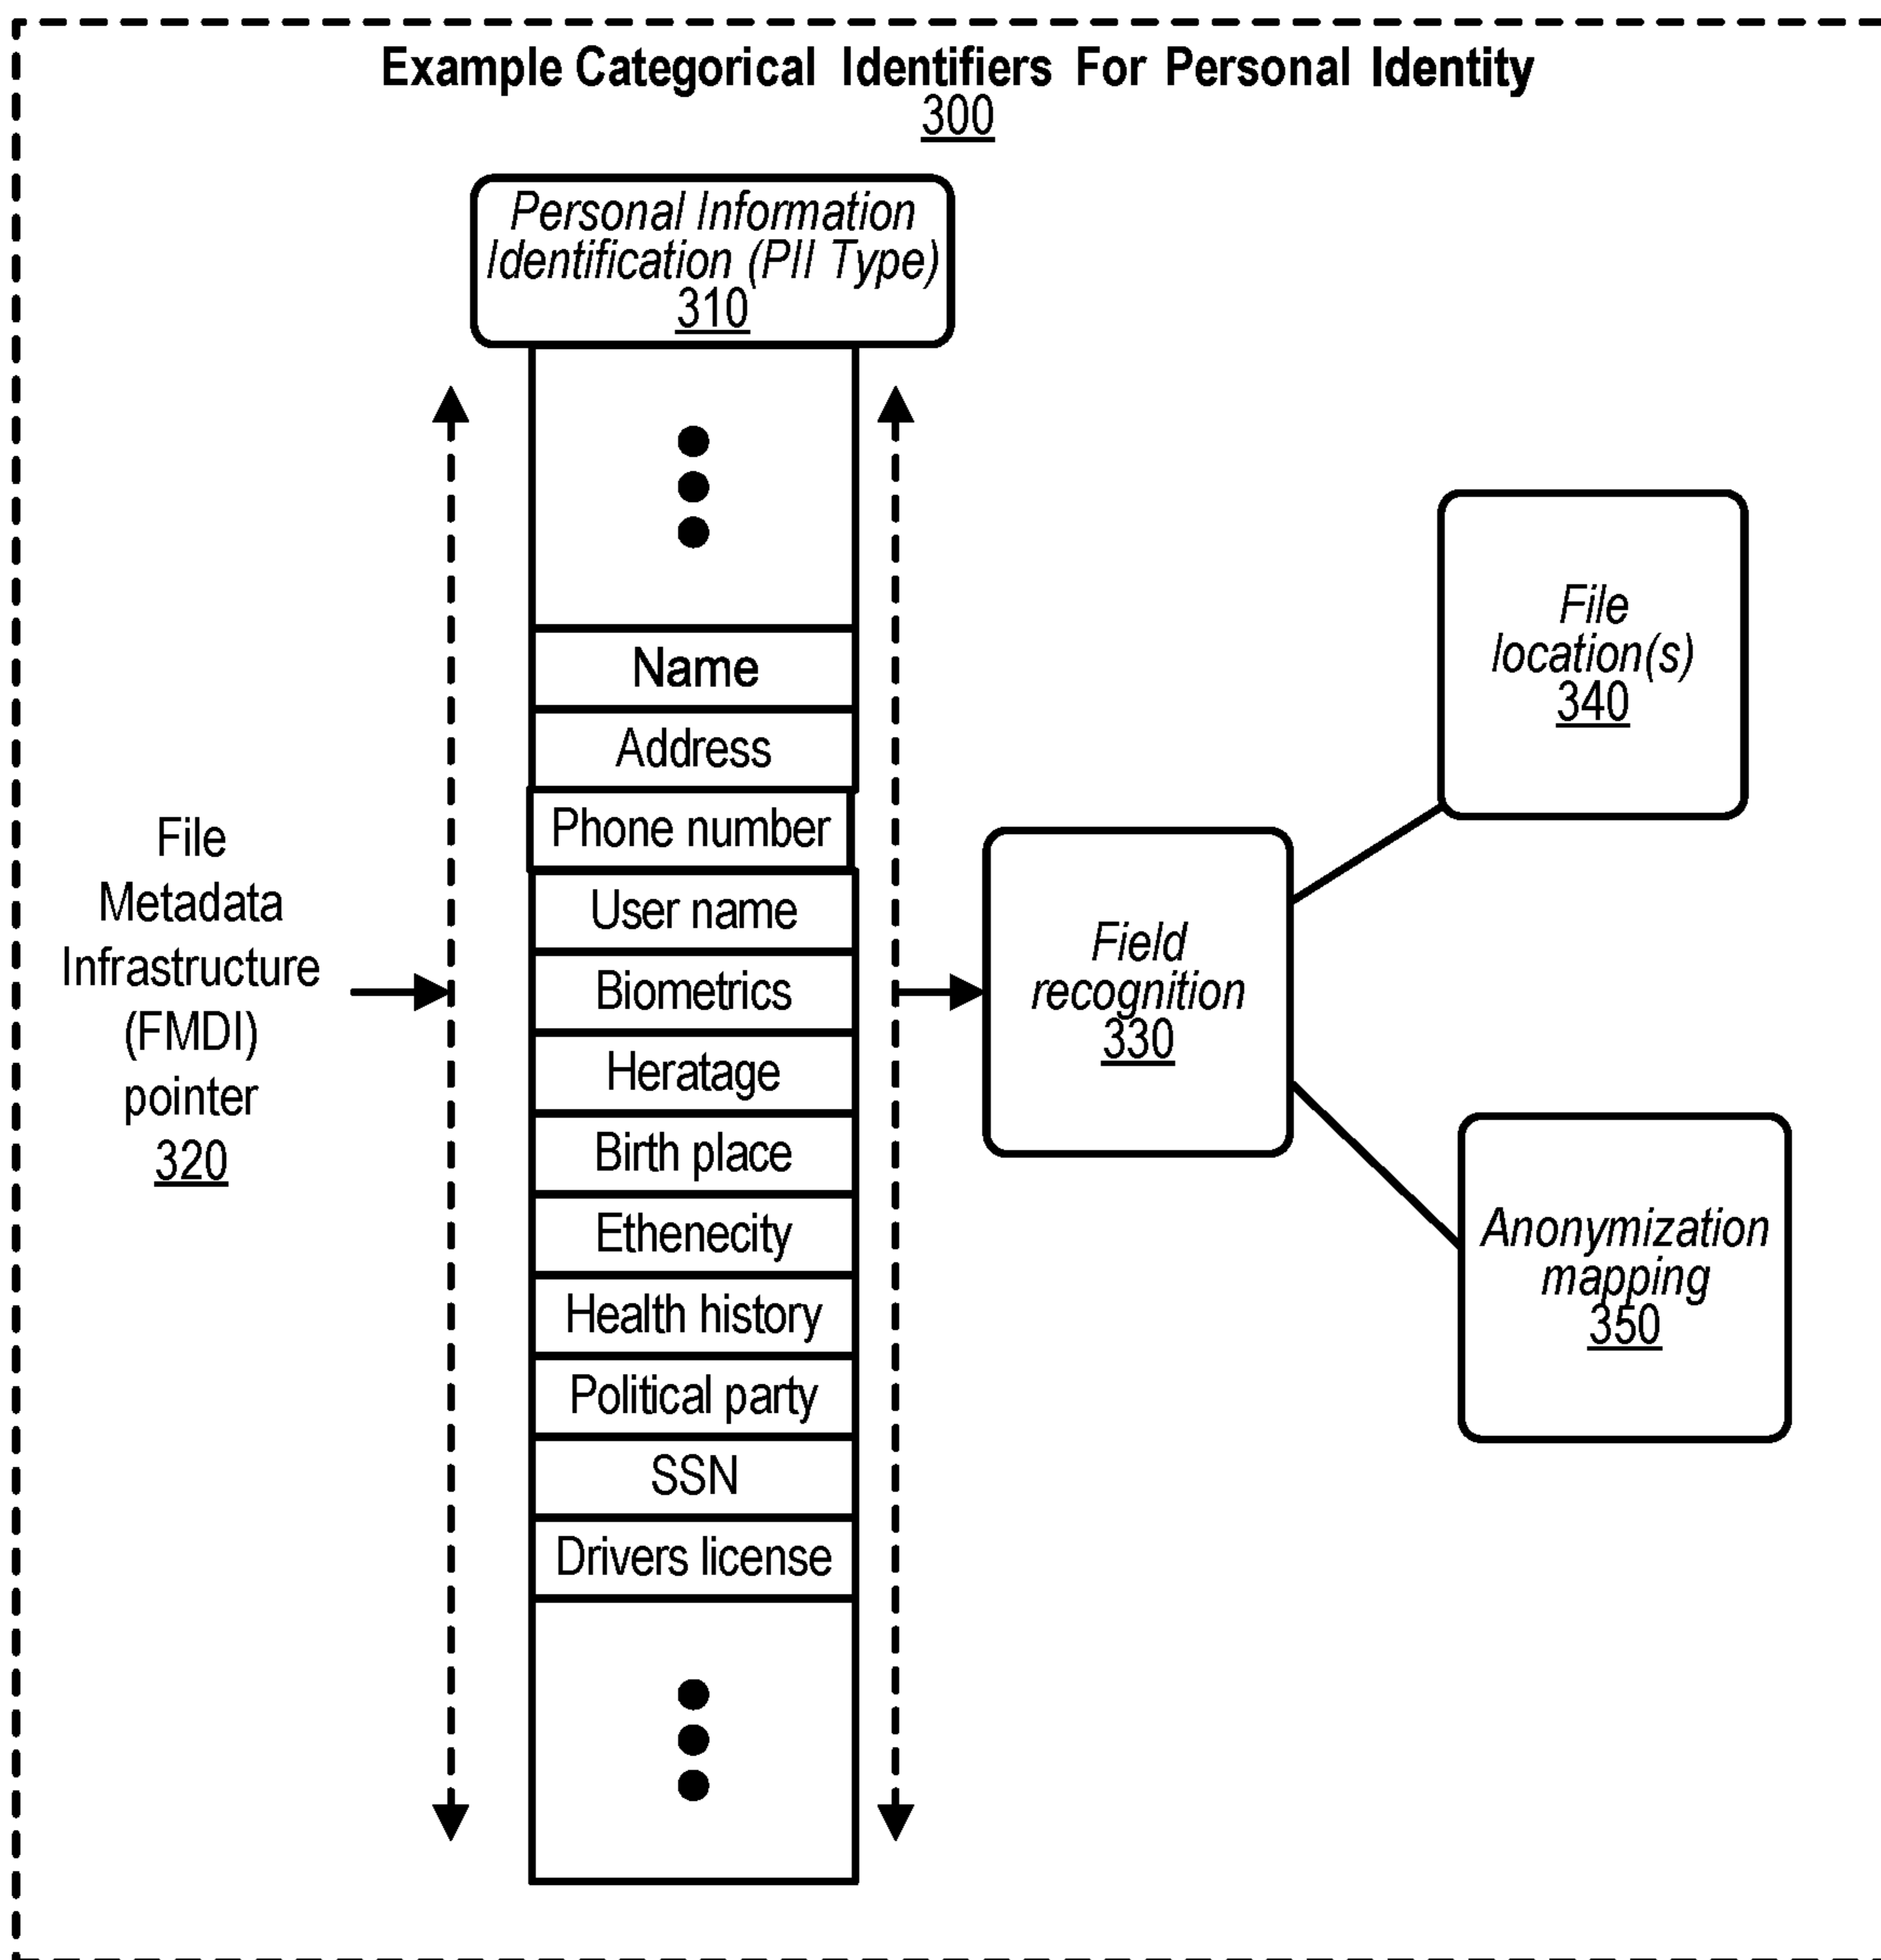 Example Categorical Identifiers For Personal Identity
300
Personal Information
Identification (PII Type)
310
Name
Address
Phone number
User name
Biometrics
Heratage
Birth place
Ethenecity
Health history
Political party
SSN
Drivers license
File
Metadata
Infrastructure
(FMDI)
pointer
320
Field
recognition
330
File
location(s)
340
Anonymization
mapping
350